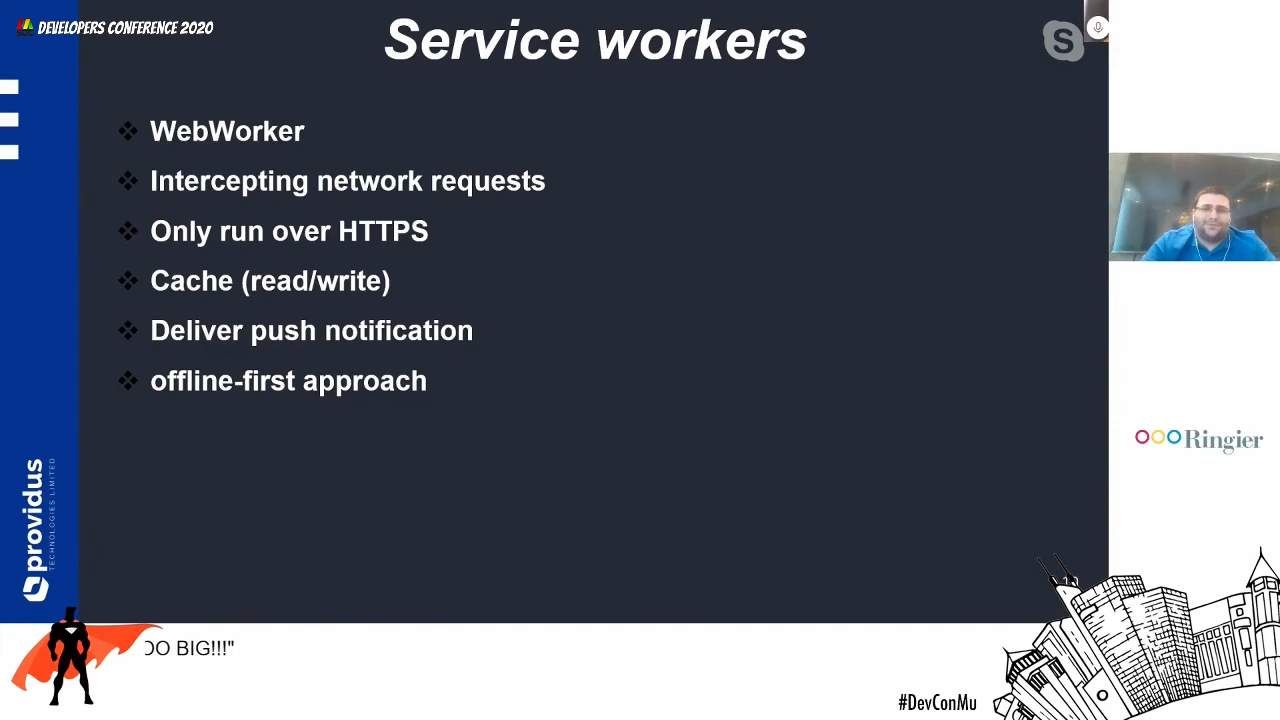 DEVELOPERS CONFERENCE 2020
Service workers
S
WebWorker
Intercepting network requests
Only run over HTTPS
Cache (read/write)
Deliver push notification
offline-first approach
Ringier
providus
TECHNOLOGIES LIMITED
OO BIG!!!"
#DevConMu